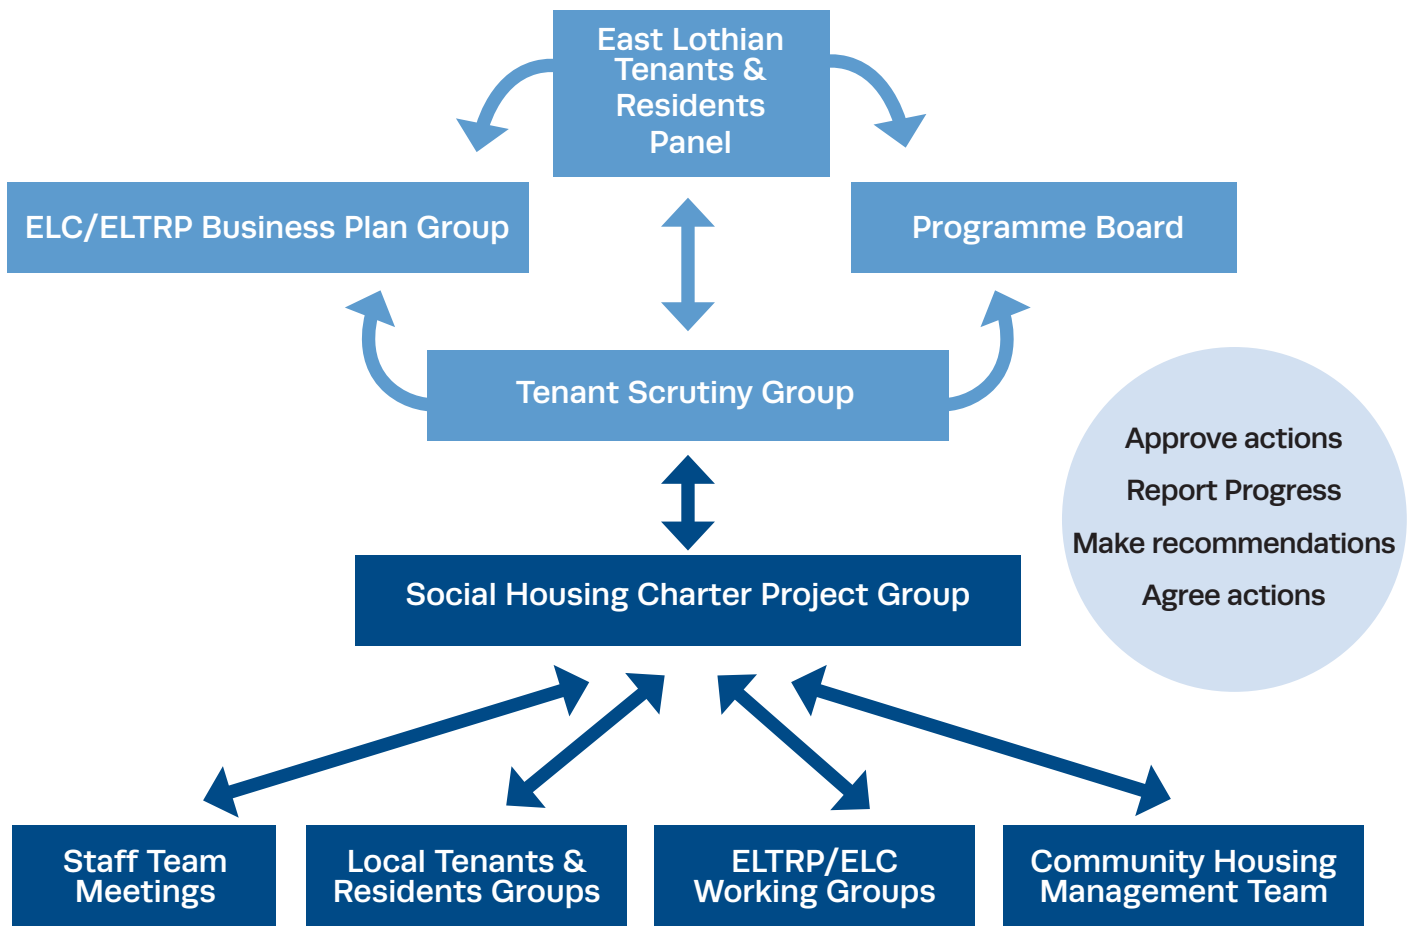 East Lothian
Tenants &
Residents
Panel
ELC/ELTRP Business Plan Group
Programme Board
Tenant Scrutiny Group
Approve actions
Report Progress
Make recommendations
Agree actions
Social Housing Charter Project Group
Staff Team
Meetings
Local Tenants &
Residents Groups
ELTRP/ELC
Working Groups
Community Housing
Management Team